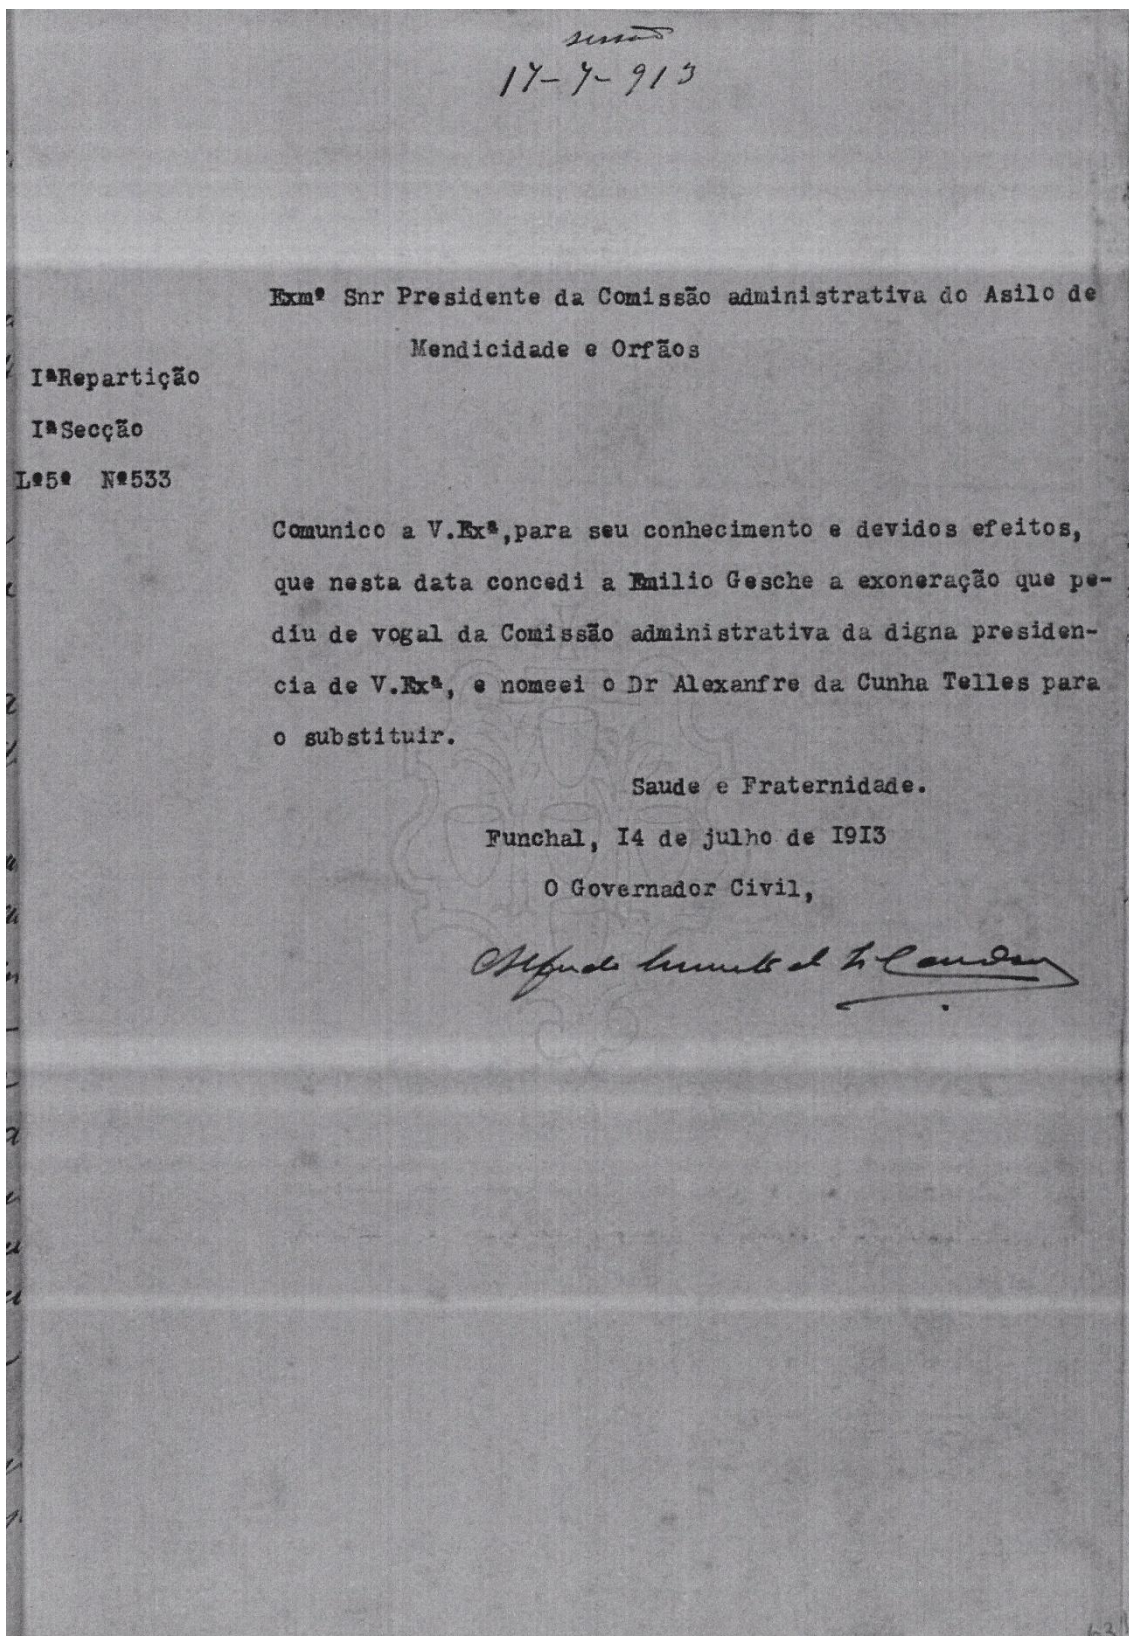 sessão
17-7-913
Exmº Snr Presidente da Comissão administrativa do Asilo de
Mendicidade e Orfãos
IªRepartição
IªSecção
Lº5º Nº533
Comunico a V.Exª,para seu conhecimento e devidos efeitos,
que nesta data concedi a Emilio Gesche a exoneração que pe-
diu de vogal da Comissão administrativa da digna presiden-
cia de V.Exª, e nomeei o Dr Alexanfre da Cunha Telles para
o substituir.
Saude e Fraternidade.
Funchal, I4 de julho de I9I3
O Governador Civil,